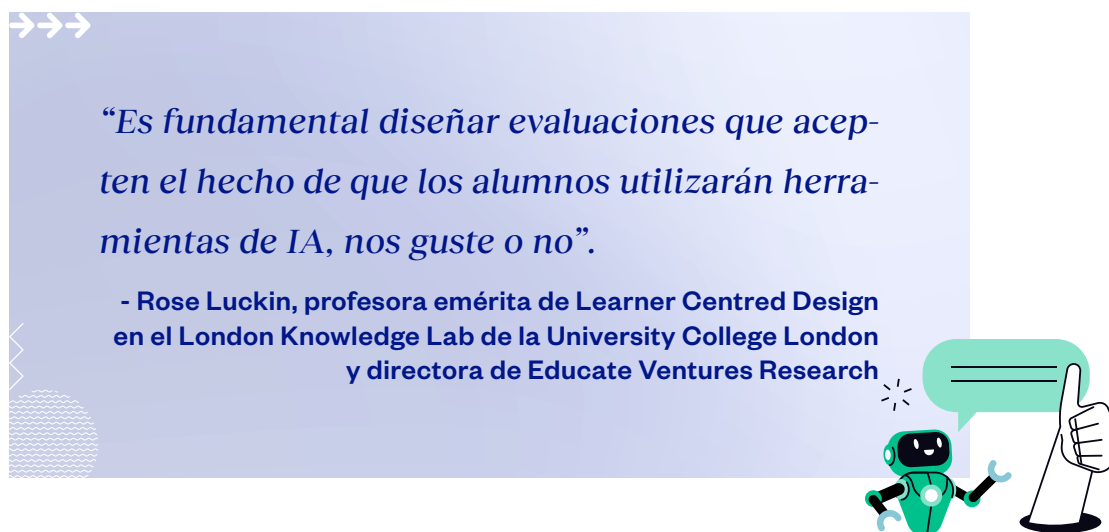 “Es fundamental diseñar evaluaciones que acep-
ten el hecho de que los alumnos utilizarán herra-
mientas de IA, nos guste o no”.
- Rose Luckin, profesora emérita de Learner Centred Design
en el London Knowledge Lab de la University College London
y directora de Educate Ventures Research